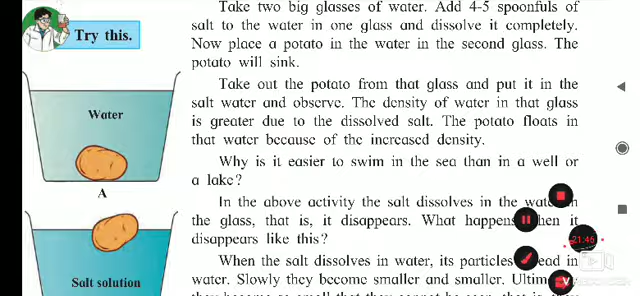 Try this.
Take two big glasses of water. Add 4-5 spoonfuls of
salt to the water in one glass and dissolve it completely.
Now place a potato in the water in the second glass. The
potato will sink.
Take out the potato from that glass and put it in the
salt water and observe. The density of water in that glass
is greater due to the dissolved salt. The potato floats in
that water because of the increased density.
Why is it easier to swim in the sea than in a well or
a lake?
In the above activity the salt dissolves in the
the glass, that is, it disappears. What happens it
disappears like this?
When the salt dissolves in water, its particles in
water. Slowly they become smaller and smaller.
Water
A
Salt solution
21:46